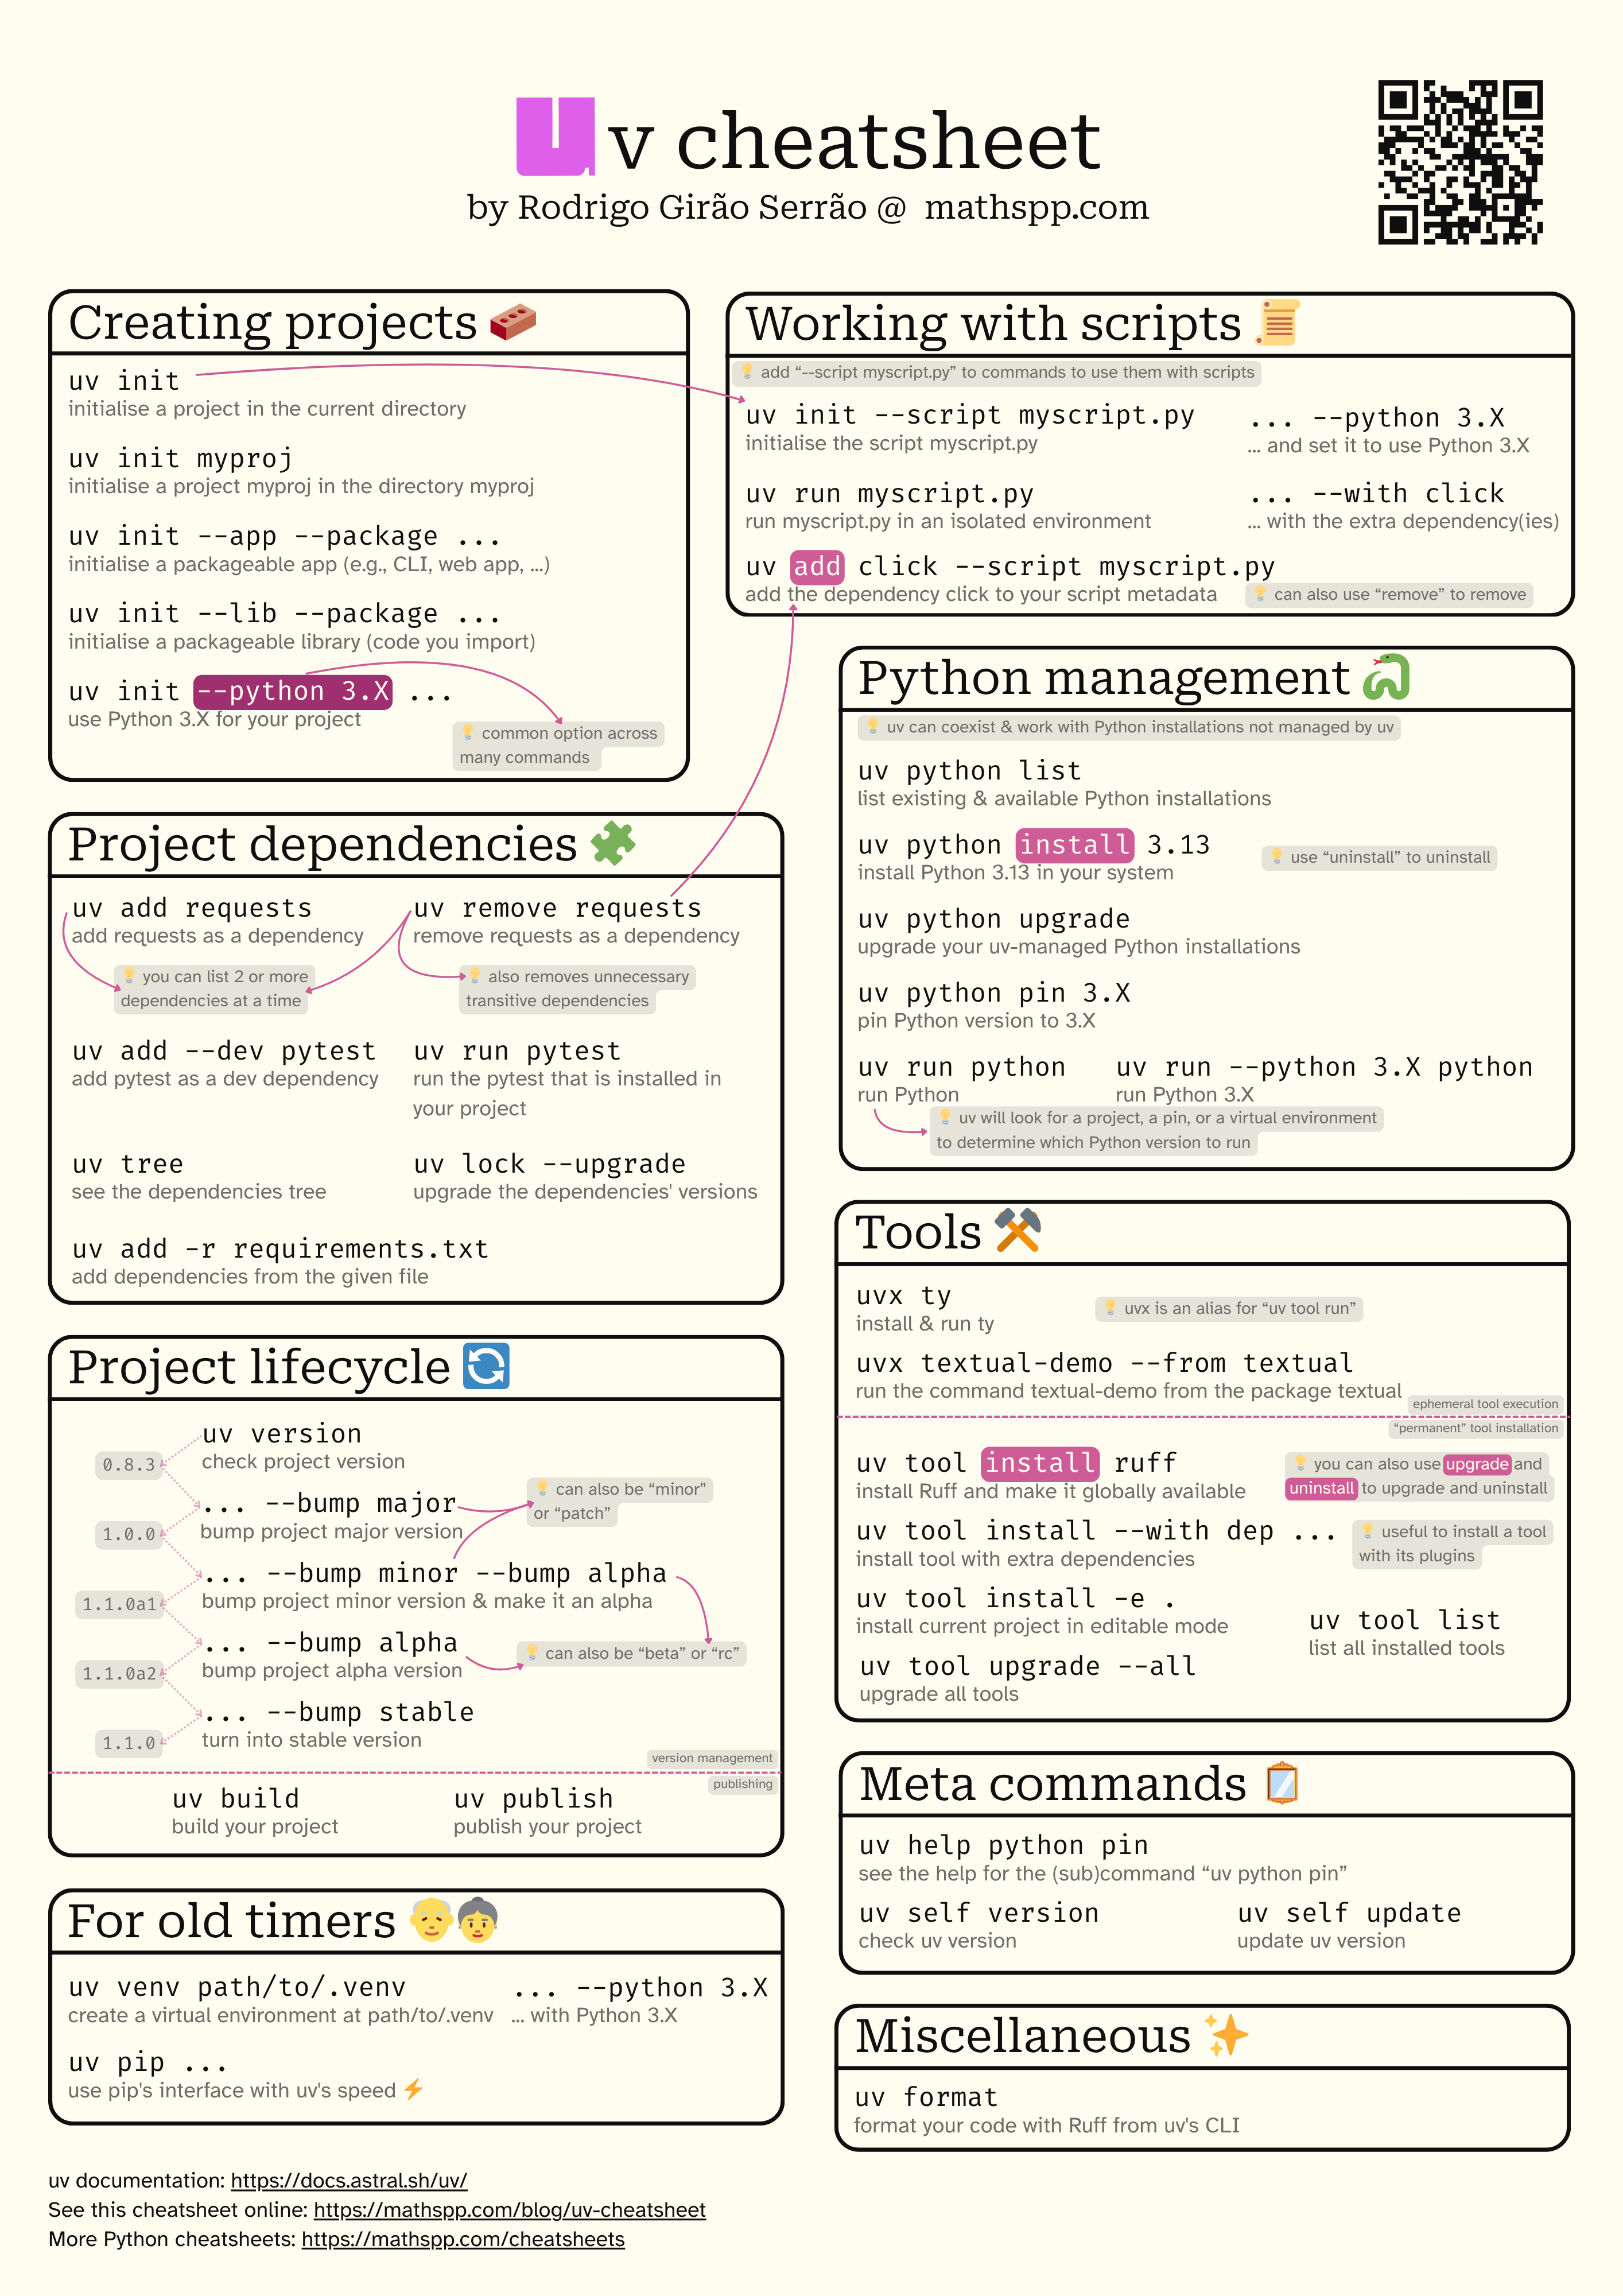 uv cheatsheet
by Rodrigo Girão Serrão @ mathspp.com
Creating projects
uv init
initialise a project in the current directory
uv init myproj
initialise a project myproj in the directory myproj
uv init --app --package ...
initialise a packageable app (e.g., CLI, web app, ...)
uv init --lib --package ...
initialise a packageable library (code you import)
uv init --python 3.X ...
use Python 3.X for your project
common option across
many commands
Working with scripts
add “--script myscript.py” to commands to use them with scripts
uv init --script myscript.py
initialise the script myscript.py
... --python 3.X
... and set it to use Python 3.X
uv run myscript.py
run myscript.py in an isolated environment
... --with click
... with the extra dependency(ies)
uv add click --script myscript.py
add the dependency click to your script metadata
can also use “remove” to remove
Project dependencies
uv add requests
add requests as a dependency
uv remove requests
remove requests as a dependency
you can list 2 or more
dependencies at a time
also removes unnecessary
transitive dependencies
uv add --dev pytest
add pytest as a dev dependency
uv run pytest
run the pytest that is installed in
your project
uv tree
see the dependencies tree
uv lock --upgrade
upgrade the dependencies' versions
uv add -r requirements.txt
add dependencies from the given file
Python management
uv can coexist & work with Python installations not managed by uv
uv python list
list existing & available Python installations
uv python install 3.13
install Python 3.13 in your system
use “uninstall” to uninstall
uv python upgrade
upgrade your uv-managed Python installations
uv python pin 3.X
pin Python version to 3.X
uv run python
run Python
uv run --python 3.X python
run Python 3.X
uv will look for a project, a pin, or a virtual environment
to determine which Python version to run
Project lifecycle
uv version
check project version
0.8.3
... --bump major
bump project major version
can also be “minor”
or “patch”
1.0.0
... --bump minor --bump alpha
bump project minor version & make it an alpha
1.1.0a1
... --bump alpha
bump project alpha version
can also be “beta” or “rc”
1.1.0a2
... --bump stable
turn into stable version
1.1.0
version management
publishing
uv build
build your project
uv publish
publish your project
Tools
uvx ty
install & run ty
uvx is an alias for “uv tool run”
uvx textual-demo --from textual
run the command textual-demo from the package textual
ephemeral tool execution
“permanent” tool installation
uv tool install ruff
install Ruff and make it globally available
you can also use upgrade and
uninstall to upgrade and uninstall
uv tool install --with dep ...
install tool with extra dependencies
useful to install a tool
with its plugins
uv tool install -e .
install current project in editable mode
uv tool list
list all installed tools
uv tool upgrade --all
upgrade all tools
For old timers
uv venv path/to/.venv
create a virtual environment at path/to/.venv
... --python 3.X
... with Python 3.X
uv pip ...
use pip's interface with uv's speed ⚡
Meta commands
uv help python pin
see the help for the (sub)command “uv python pin”
uv self version
check uv version
uv self update
update uv version
Miscellaneous
uv format
format your code with Ruff from uv's CLI
uv documentation: https://docs.astral.sh/uv/
See this cheatsheet online: https://mathspp.com/blog/uv-cheatsheet
More Python cheatsheets: https://mathspp.com/cheatsheets